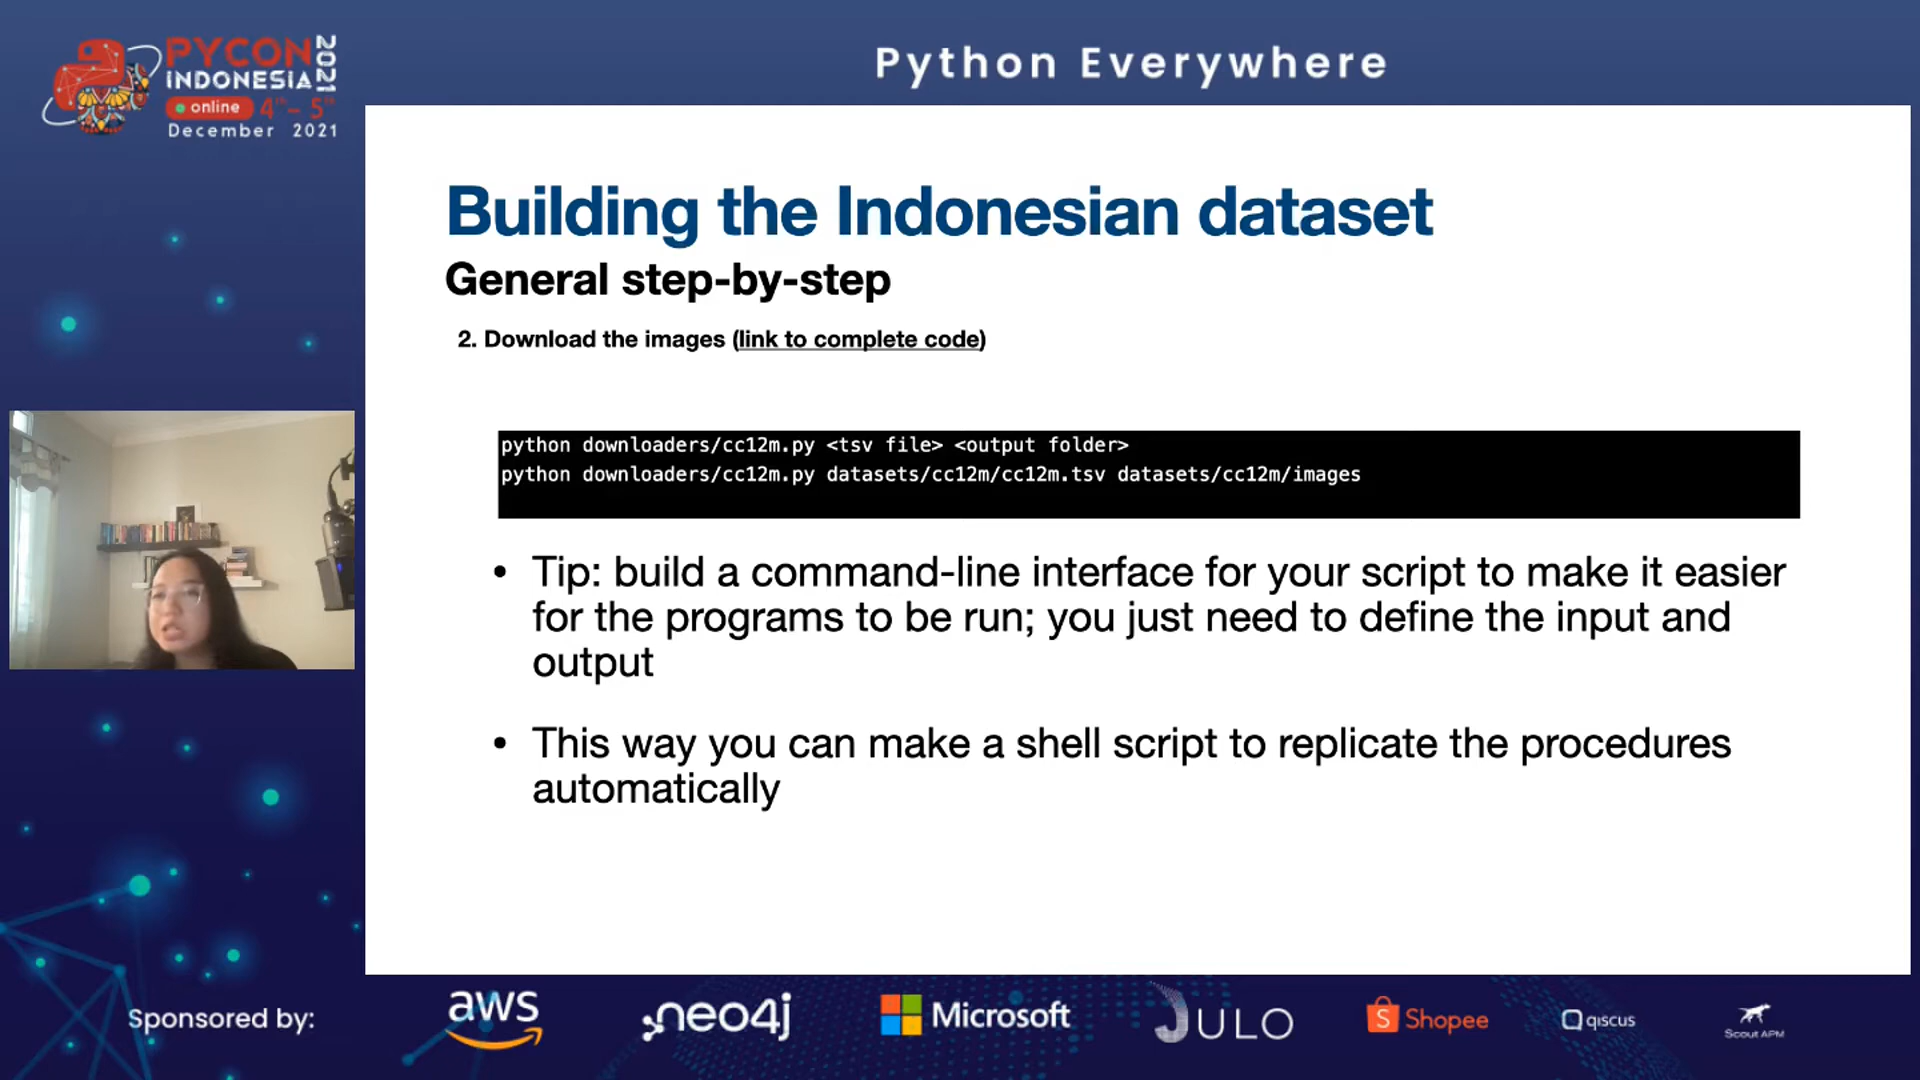 PYCON 2021
INDONESIA
online 4th - 5th
December 2021
Python Everywhere
Building the Indonesian dataset
General step-by-step
2. Download the images (link to complete code)
python downloaders/cc12m.py <tsv file> <output folder>
python downloaders/cc12m.py datasets/cc12m/cc12m.tsv datasets/cc12m/images
• Tip: build a command-line interface for your script to make it easier
for the programs to be run; you just need to define the input and
output
• This way you can make a shell script to replicate the procedures
automatically
Sponsored by:
aws
neo4j
Microsoft
JULO
Shopee
qiscus
Scout APM